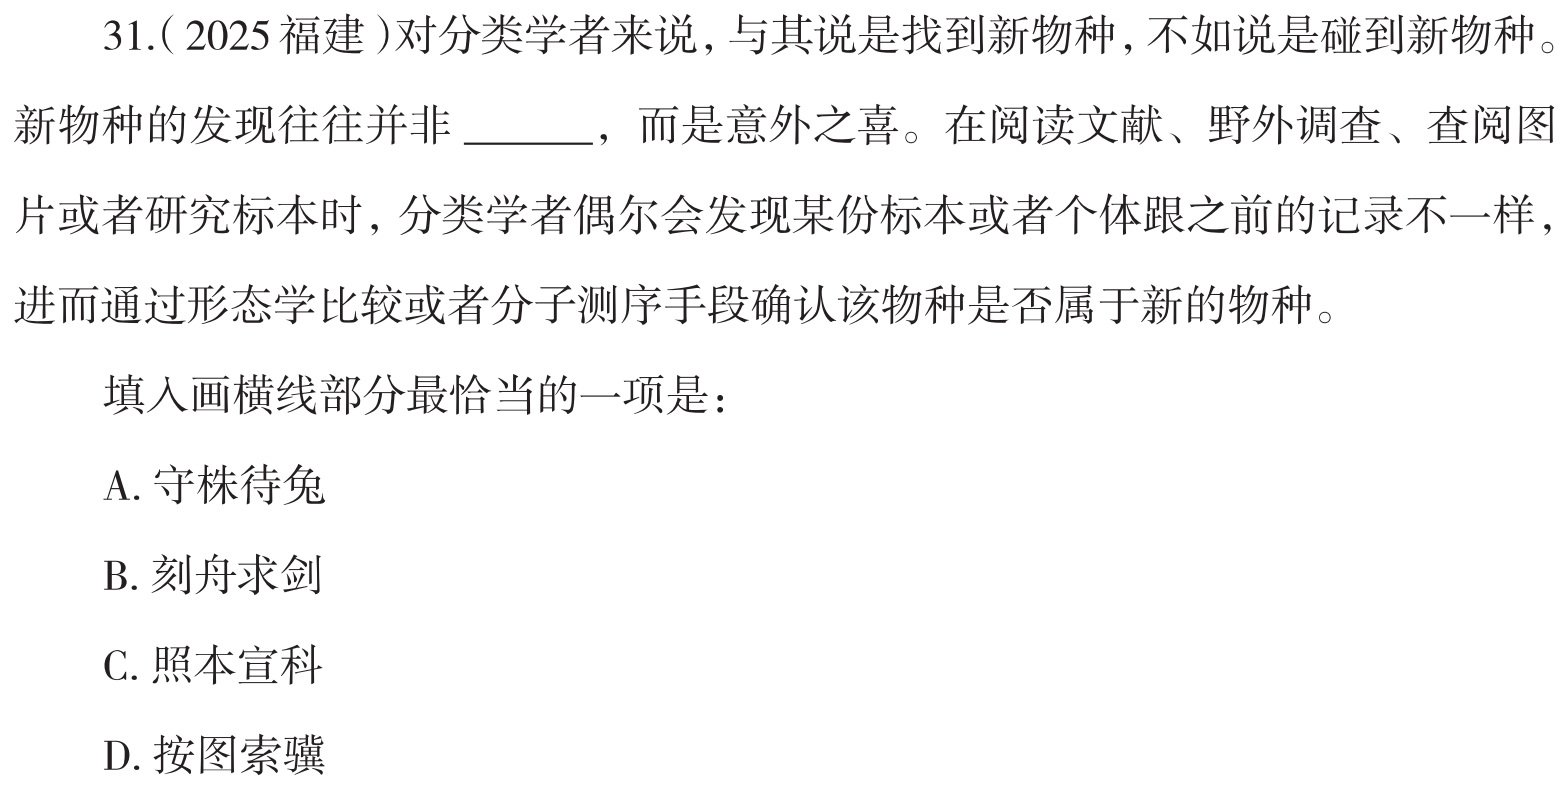 31.( 2025 福建 )对分类学者来说, 与其说是找到新物种, 不如说是碰到新物种。
新物种的发现往往并非 ______, 而是意外之喜。在阅读文献、野外调查、查阅图
片或者研究标本时, 分类学者偶尔会发现某份标本或者个体跟之前的记录不一样,
进而通过形态学比较或者分子测序手段确认该物种是否属于新的物种。
填入画横线部分最恰当的一项是:
A. 守株待兔
B. 刻舟求剑
C. 照本宣科
D. 按图索骥